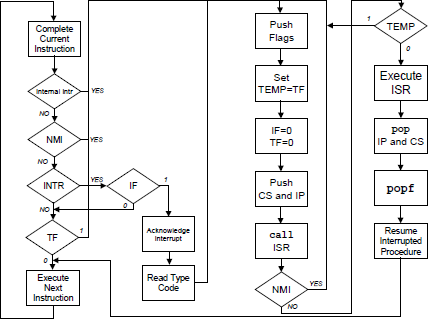 Complete
Current
Instruction
Internal Intr
YES
NO
NMI
YES
NO
INTR
YES
IF
1
0
NO
TF
1
0
Execute
Next
Instruction
Acknowledge
Interrupt
Read Type
Code
Push
Flags
Set
TEMP=TF
IF=0
TF=0
Push
CS and IP
call
ISR
NMI
YES
NO
1
TEMP
0
Execute
ISR
pop
IP and CS
popf
Resume
Interrupted
Procedure